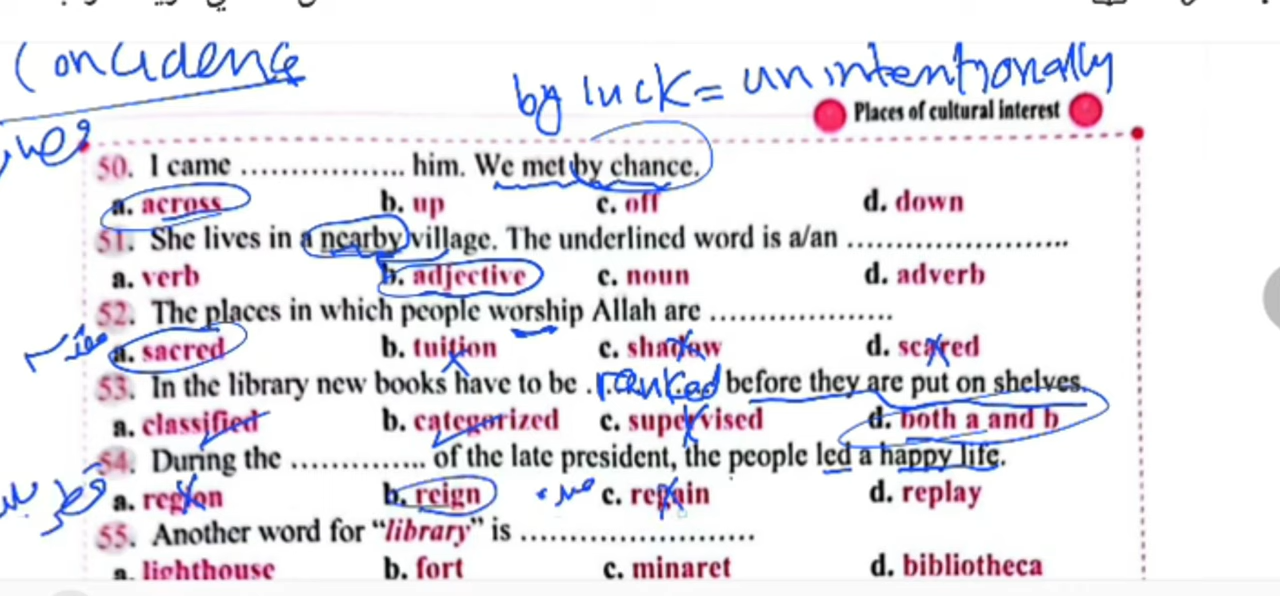 Concidence
by luck = unintentionally
Places of cultural interest
50. I came .................. him. We met by chance.
a. across b. up c. off d. down
51. She lives in a nearby village. The underlined word is a/an ........................
a. verb b. adjective c. noun d. adverb
52. The places in which people worship Allah are ....................
a. sacred b. tuition c. shadow d. scared
53. In the library new books have to be . ranked before they are put on shelves.
a. classified b. categorized c. supervised d. both a and b
54. During the .............. of the late president, the people led a happy life.
a. region b. reign c. regain d. replay
55. Another word for “library” is ........................
a. lighthouse b. fort c. minaret d. bibliotheca